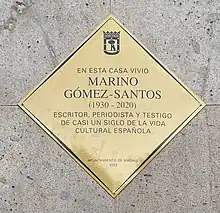 EN ESTA CASA VIVIO
MARINO
GÓMEZ-SANTOS
(1930 - 2020)
ESCRITOR, PERIODISTA Y TESTIGO
DE CASI UN SIGLO DE LA VIDA
CULTURAL ESPAÑOLA
AYUNTAMIENTO DE MADRID